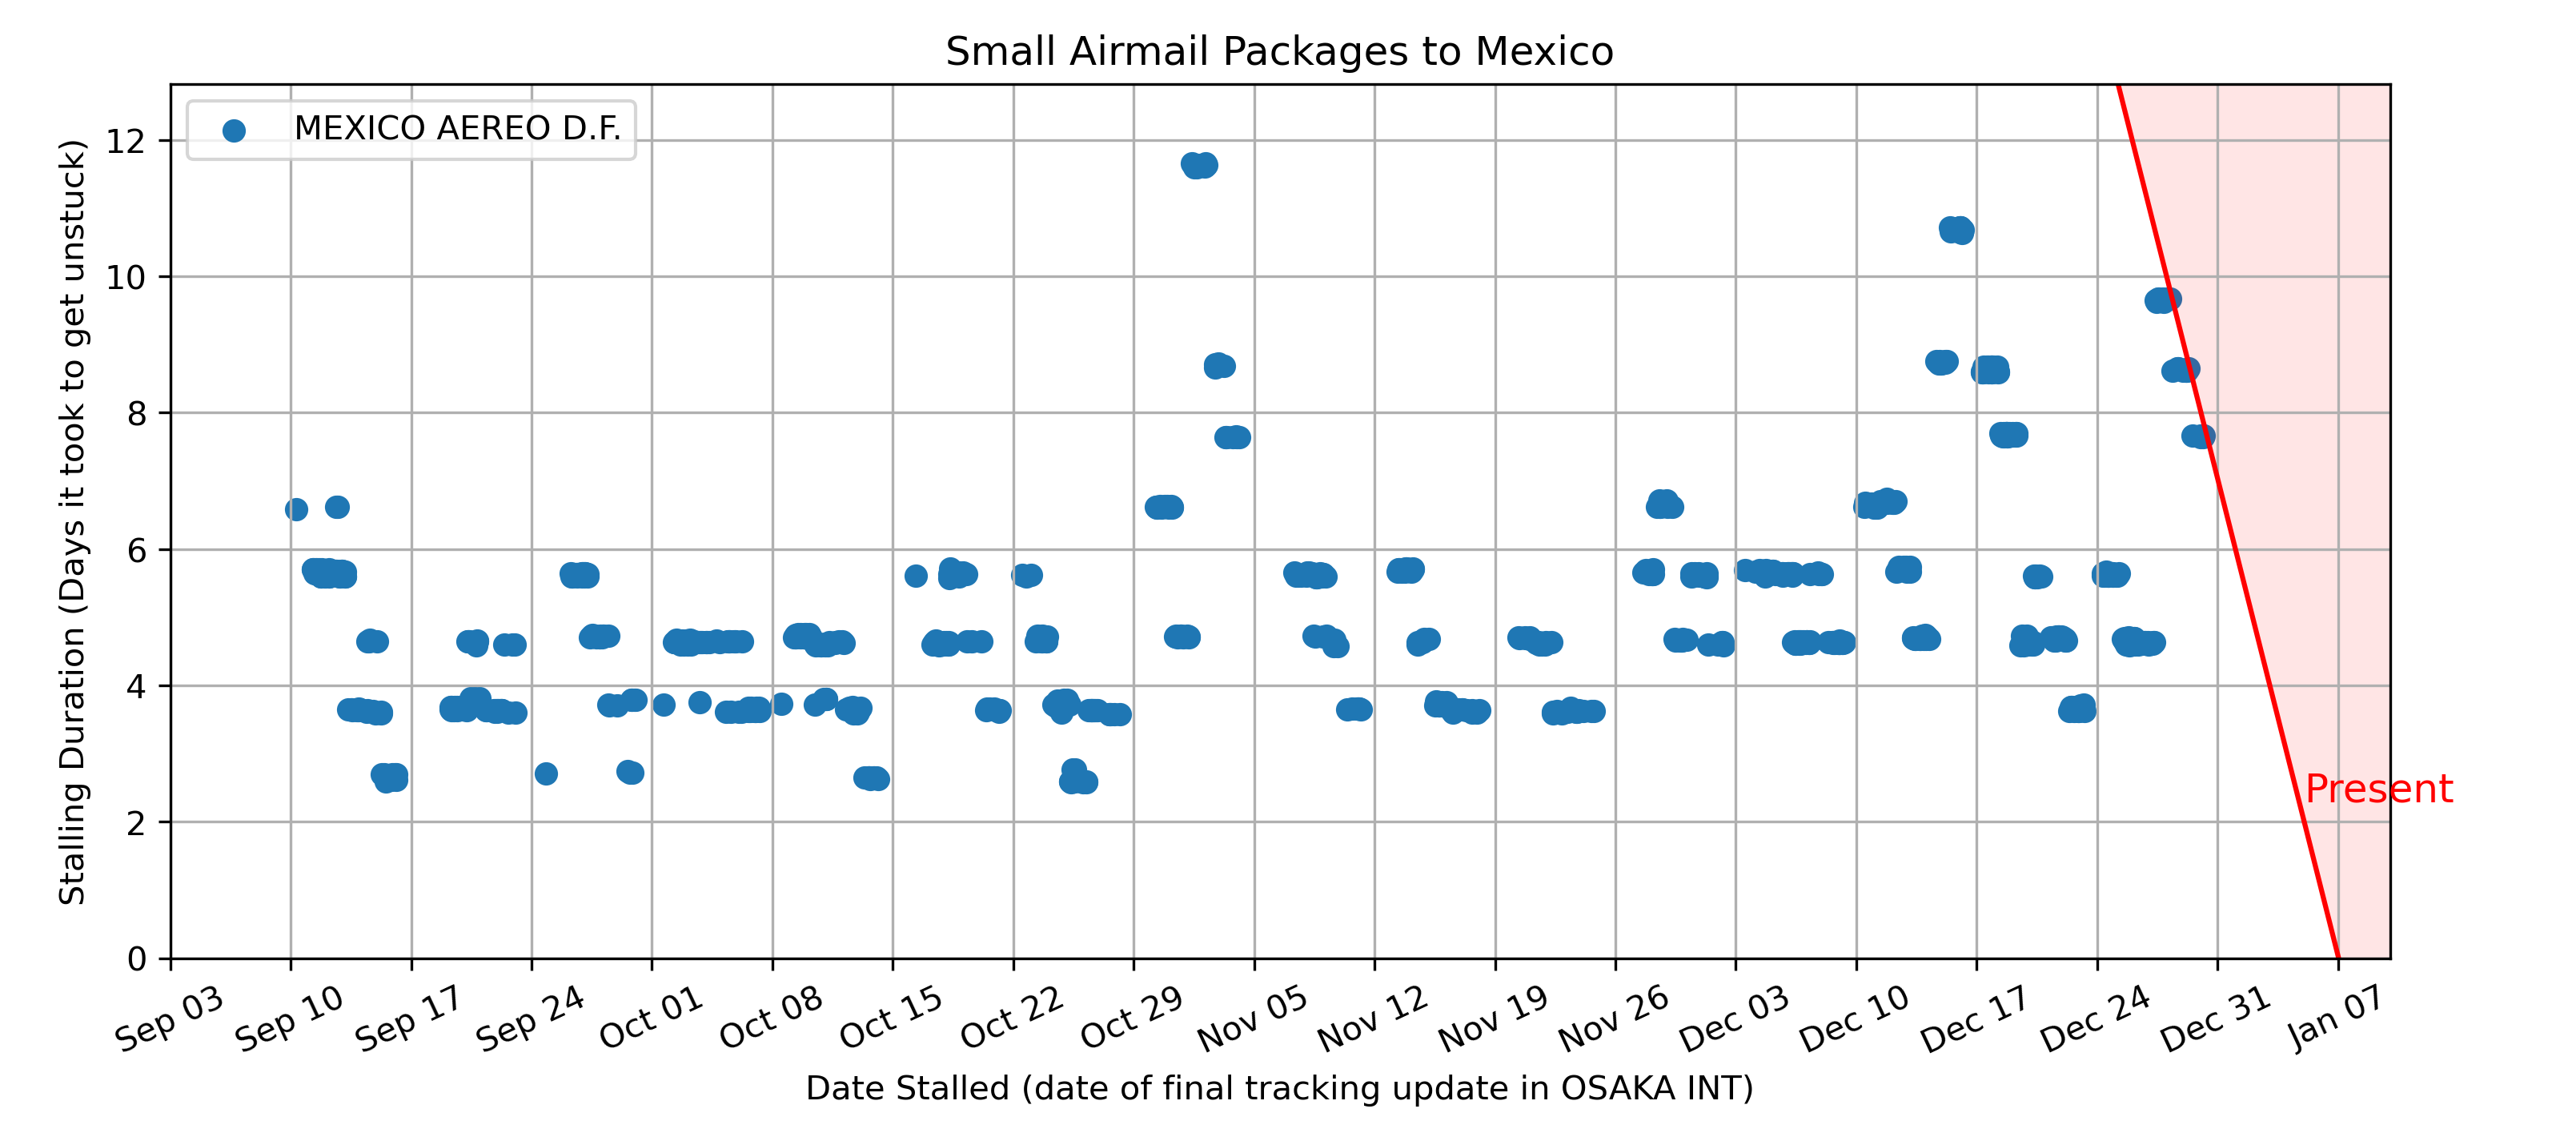 Small Airmail Packages to Mexico
MEXICO AEREO D.F.
Stalling Duration (Days it took to get unstuck)
12
10
8
6
4
2
0
Present
Sep 03
Sep 10
Sep 17
Sep 24
Oct 01
Oct 08
Oct 15
Oct 22
Oct 29
Nov 05
Nov 12
Nov 19
Nov 26
Dec 03
Dec 10
Dec 17
Dec 24
Dec 31
Jan 07
Date Stalled (date of final tracking update in OSAKA INT)